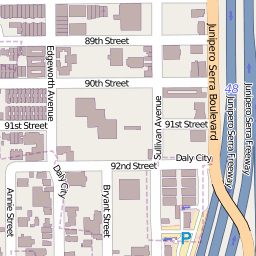 89th Street
Edgeworth Avenue
Junipero Serra Boulevard
90th Street
48
Junipero Serra Freeway
Junipero Serra Freeway
Sullivan Avenue
91st Street
91st Street
Daly City
92nd Street
Daly City
Annie Street
Bryant Street
P